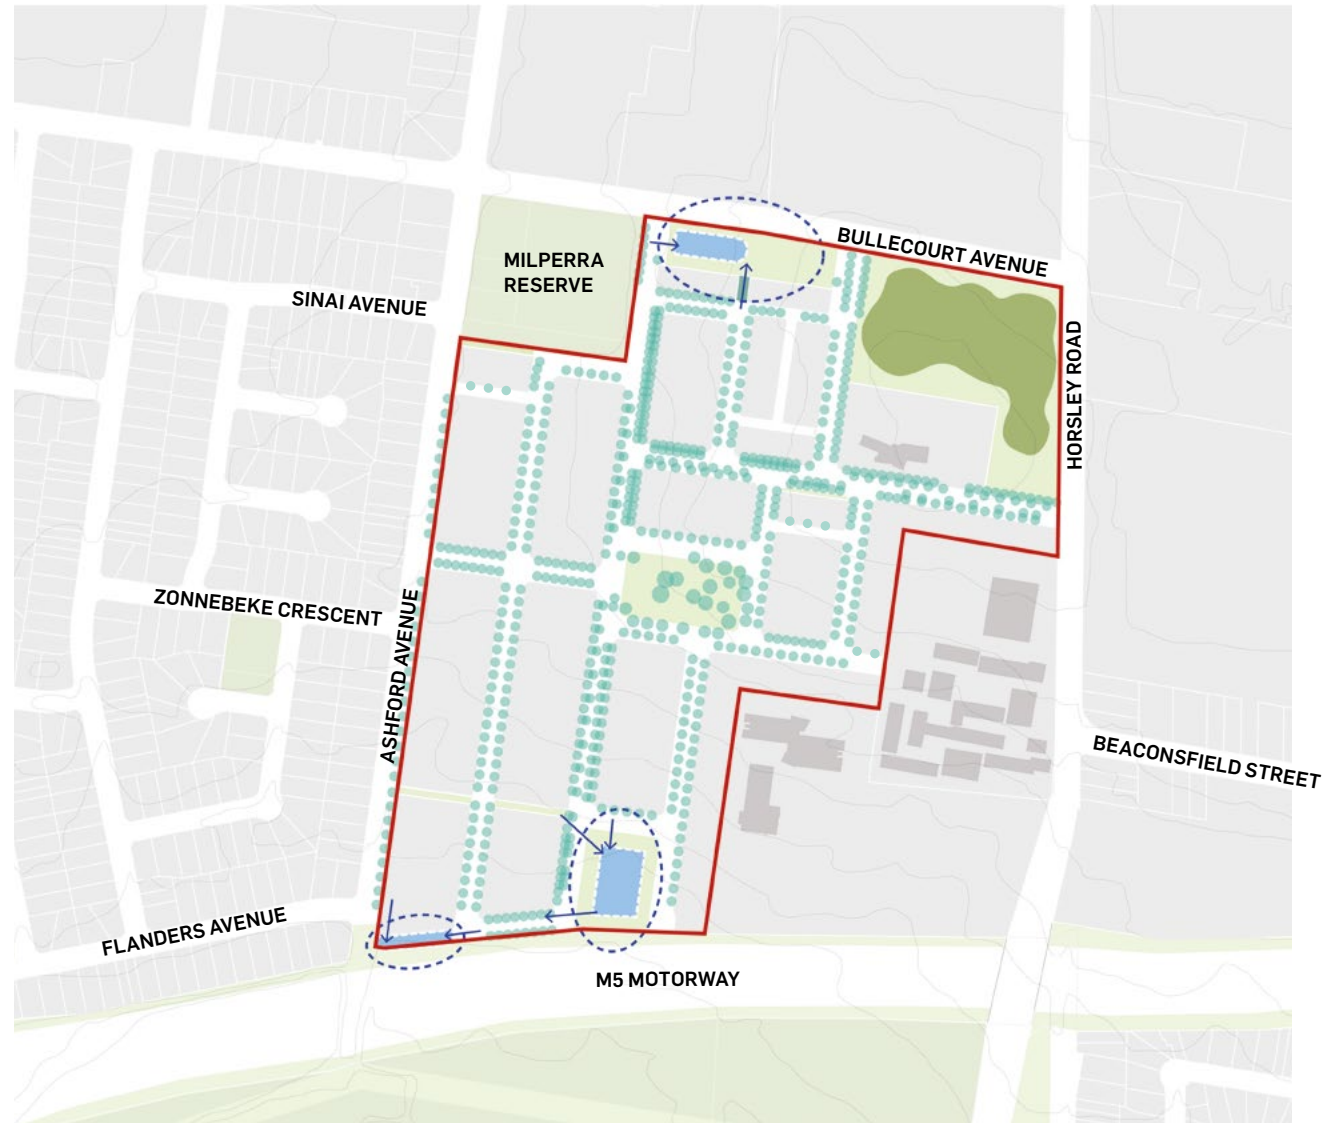 BULLECOURT AVENUE
MILPERRA
RESERVE
SINAI AVENUE
HORSLEY ROAD
ZONNEBEKE CRESCENT
ASHFORD AVENUE
BEACONSFIELD STREET
FLANDERS AVENUE
M5 MOTORWAY